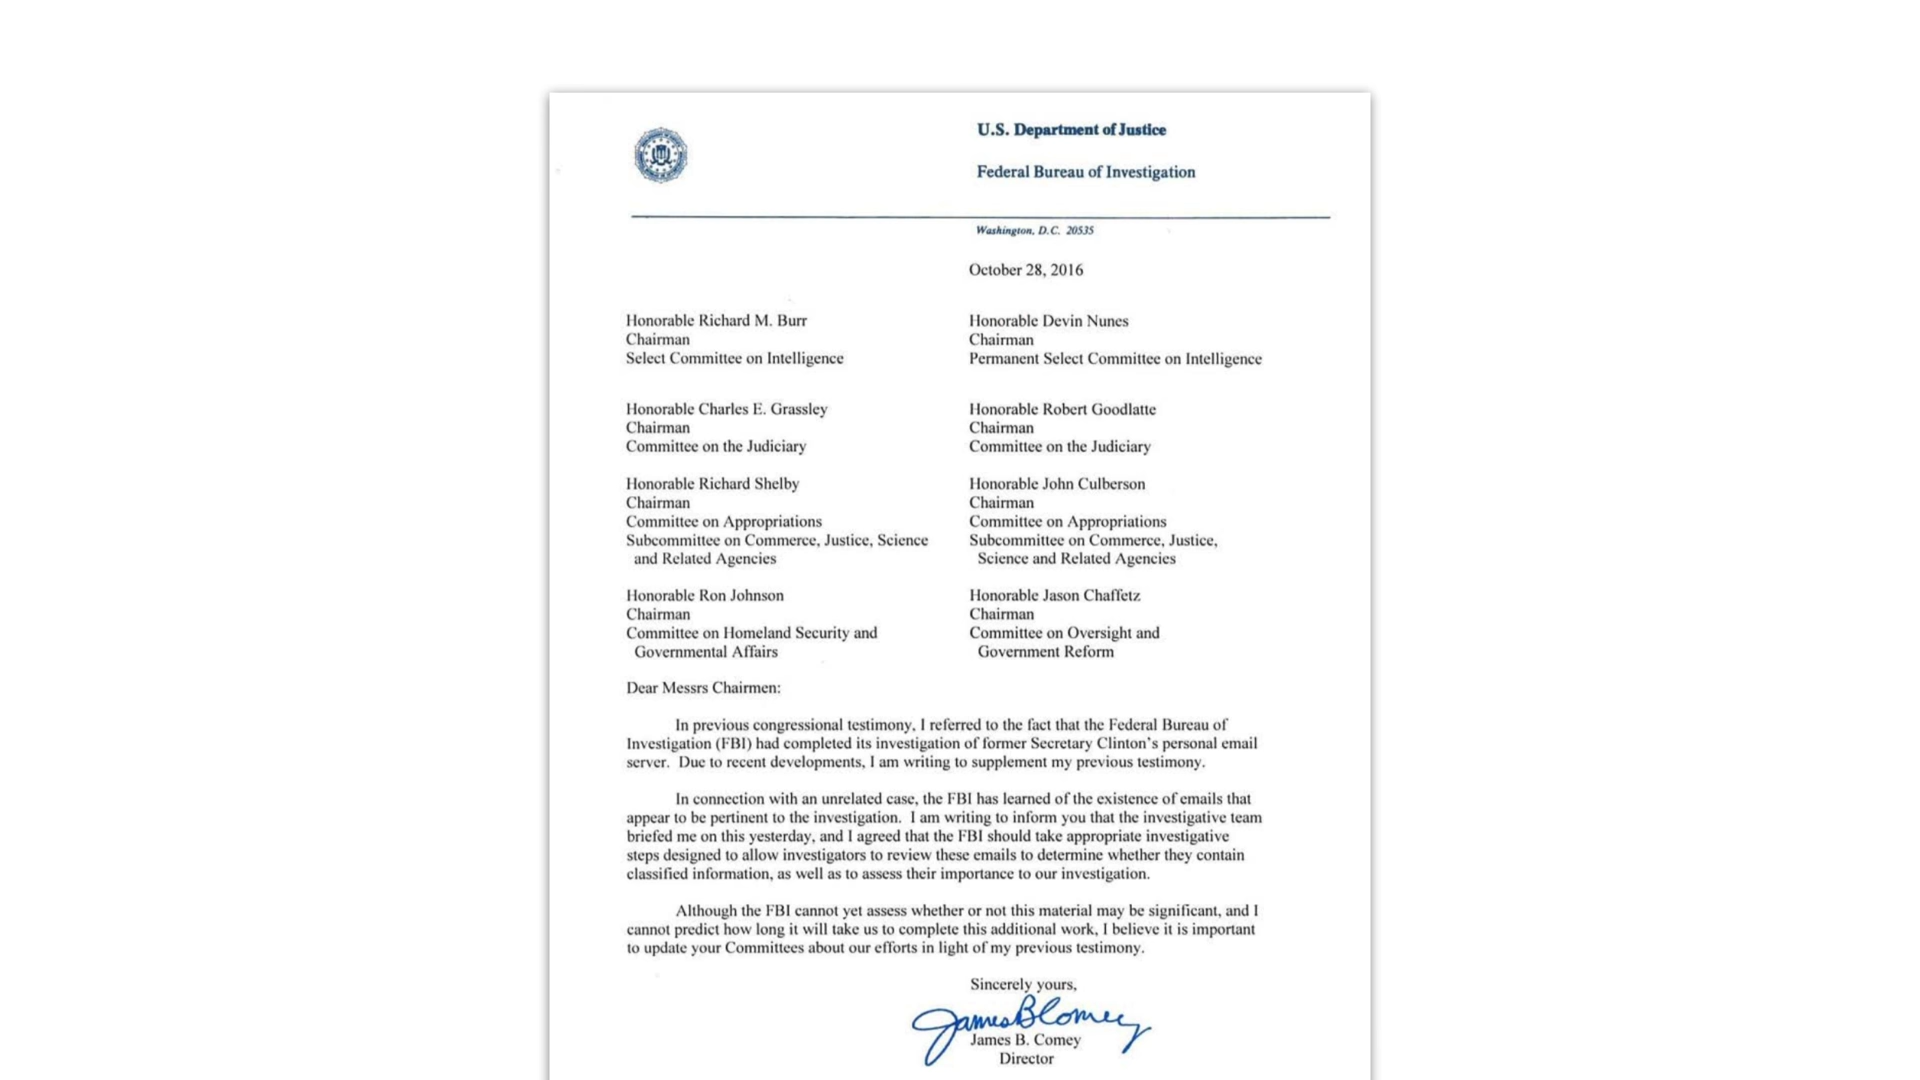 U.S. Department of Justice
Federal Bureau of Investigation
Washington, D.C. 20535
October 28, 2016
Honorable Richard M. Burr
Chairman
Select Committee on Intelligence
Honorable Devin Nunes
Chairman
Permanent Select Committee on Intelligence
Honorable Charles E. Grassley
Chairman
Committee on the Judiciary
Honorable Robert Goodlatte
Chairman
Committee on the Judiciary
Honorable Richard Shelby
Chairman
Committee on Appropriations
Subcommittee on Commerce, Justice, Science
and Related Agencies
Honorable John Culberson
Chairman
Committee on Appropriations
Subcommittee on Commerce, Justice,
Science and Related Agencies
Honorable Ron Johnson
Chairman
Committee on Homeland Security and
Governmental Affairs
Honorable Jason Chaffetz
Chairman
Committee on Oversight and
Government Reform
Dear Messrs Chairmen:
In previous congressional testimony, I referred to the fact that the Federal Bureau of
Investigation (FBI) had completed its investigation of former Secretary Clinton's personal email
server. Due to recent developments, I am writing to supplement my previous testimony.
In connection with an unrelated case, the FBI has learned of the existence of emails that
appear to be pertinent to the investigation. I am writing to inform you that the investigative team
briefed me on this yesterday, and I agreed that the FBI should take appropriate investigative
steps designed to allow investigators to review these emails to determine whether they contain
classified information, as well as to assess their importance to our investigation.
Although the FBI cannot yet assess whether or not this material may be significant, and I
cannot predict how long it will take us to complete this additional work, I believe it is important
to update your Committees about our efforts in light of my previous testimony.
Sincerely yours,
James B Comey
James B. Comey
Director